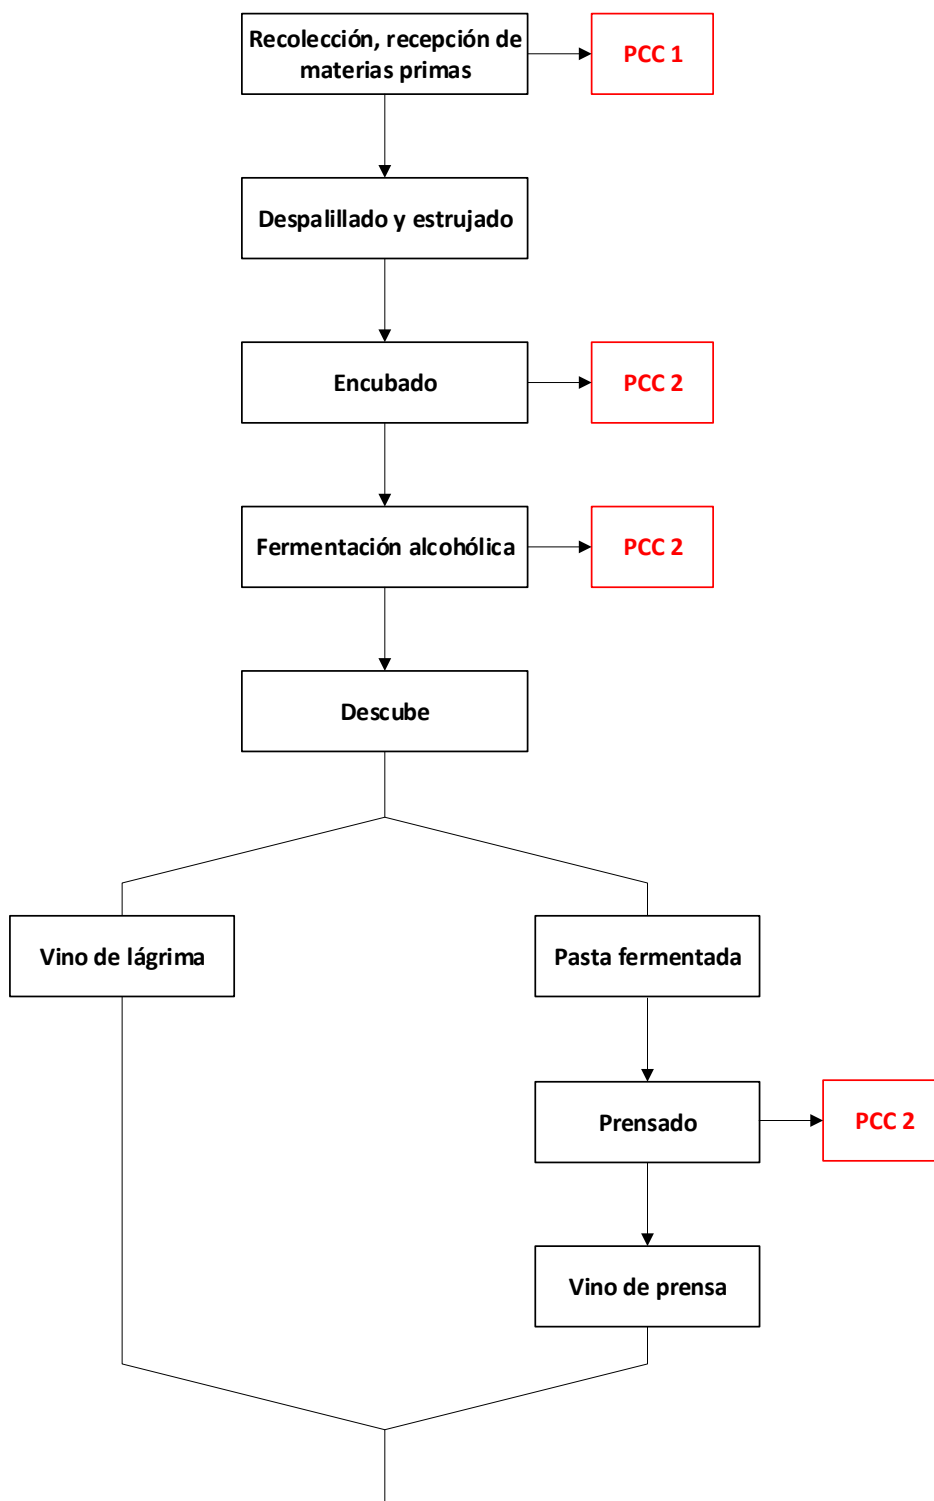 Recolección, recepción de
materias primas
PCC 1
Despalillado y estrujado
Encubado
PCC 2
Fermentación alcohólica
PCC 2
Descube
Vino de lágrima
Pasta fermentada
Prensado
PCC 2
Vino de prensa